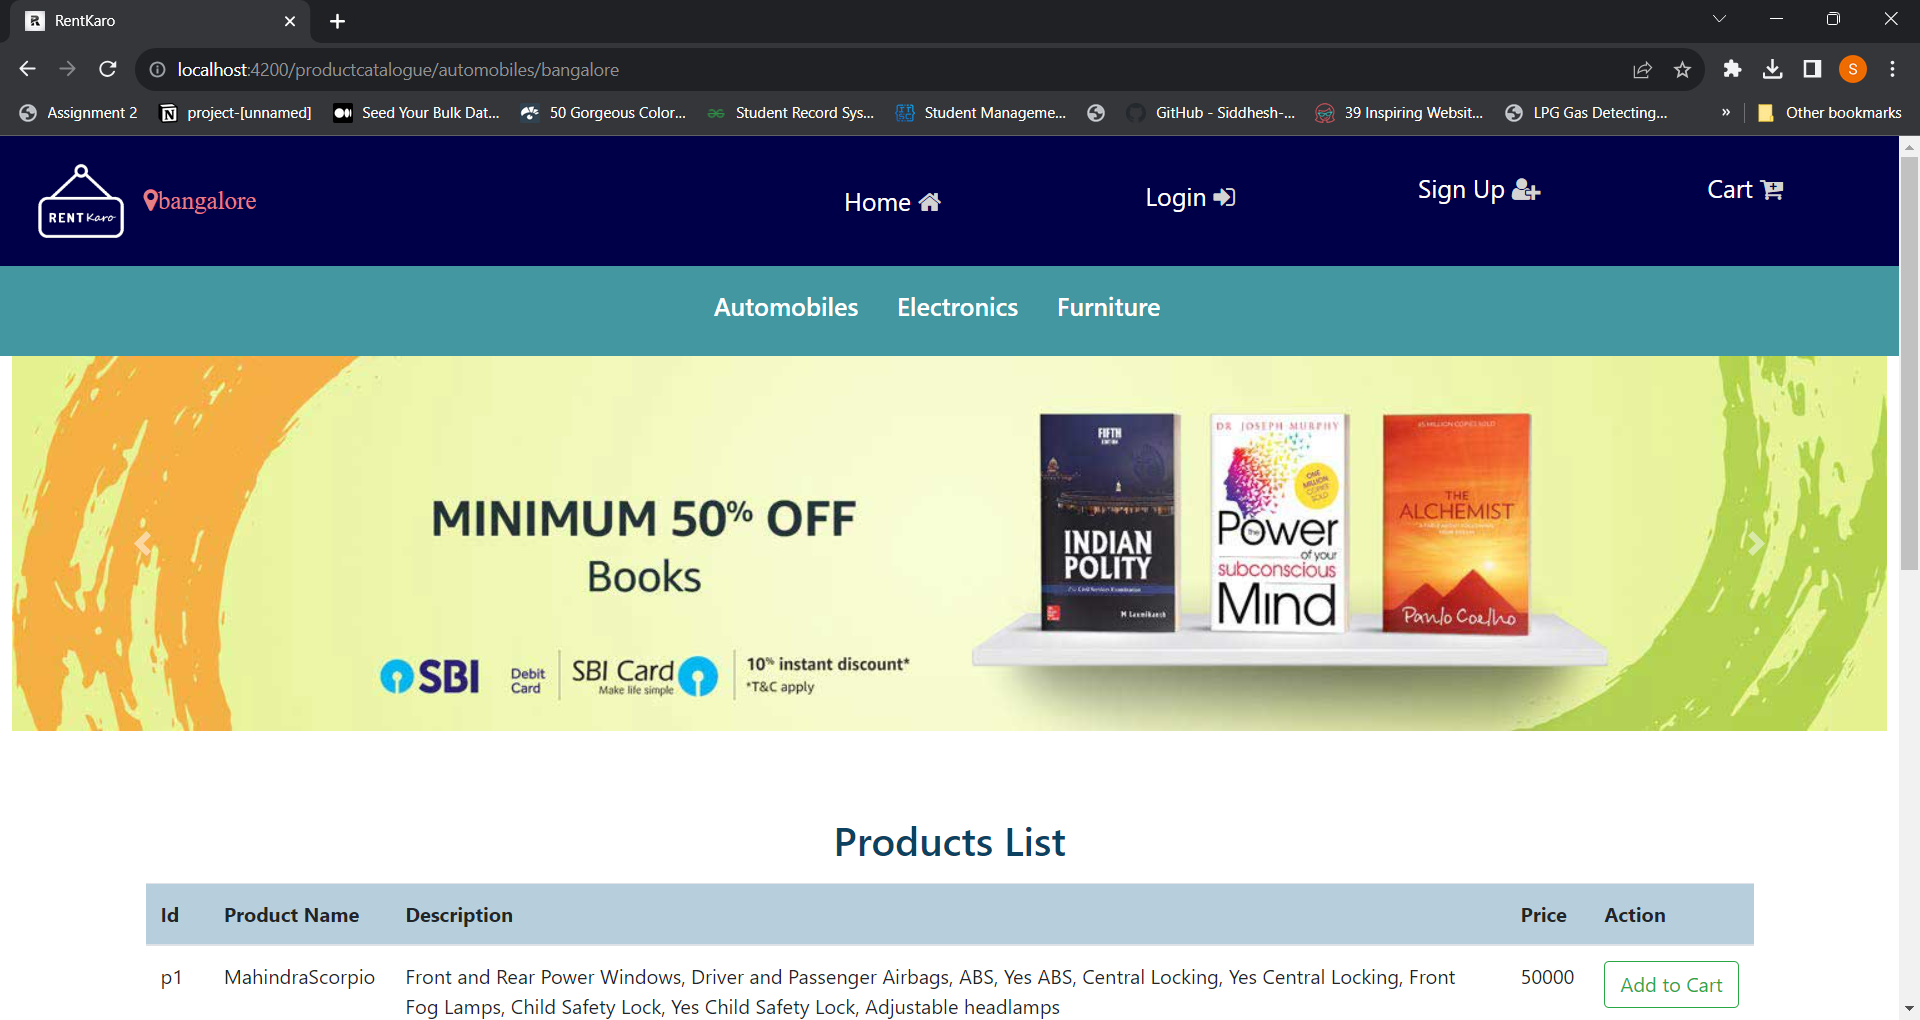 RentKaro
localhost:4200/productcatalogue/automobiles/bangalore
S
Assignment 2
project-[unnamed]
Seed Your Bulk Dat...
50 Gorgeous Color...
Student Record Sys...
Student Manageme...
GitHub - Siddhesh-...
39 Inspiring Websit...
LPG Gas Detecting...
»
Other bookmarks
RENT Karo
bangalore
Home
Login
Sign Up
Cart
Automobiles
Electronics
Furniture
MINIMUM 50% OFF
Books
SBI
Debit
Card
SBI Card
Make life simple
10% instant discount*
*T&C apply
FIFTH
EDITION
INDIAN
POLITY
M Laxmikanth
DR JOSEPH MURPHY
ONE
MILLION
COPIES
SOLD
The Power
of your
subconscious
Mind
THE
ALCHEMIST
Paulo Coelho
Products List
Id Product Name Description Price Action
p1 MahindraScorpio Front and Rear Power Windows, Driver and Passenger Airbags, ABS, Yes ABS, Central Locking, Yes Central Locking, Front 50000 Add to Cart
Fog Lamps, Child Safety Lock, Yes Child Safety Lock, Adjustable headlamps